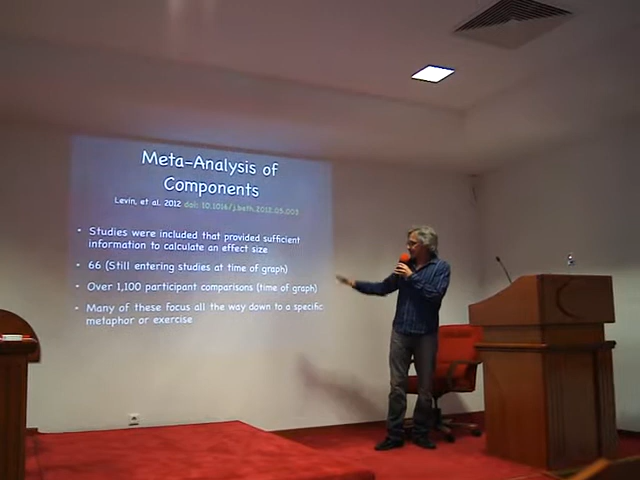 Meta-Analysis of
Components
Levin, et al. 2012 doi: 10.1016/j.beth.2012.05.003
• Studies were included that provided sufficient
information to calculate an effect size
• 66 (Still entering studies at time of graph)
• Over 1,100 participant comparisons (time of graph)
• Many of these focus all the way down to a specific
metaphor or exercise